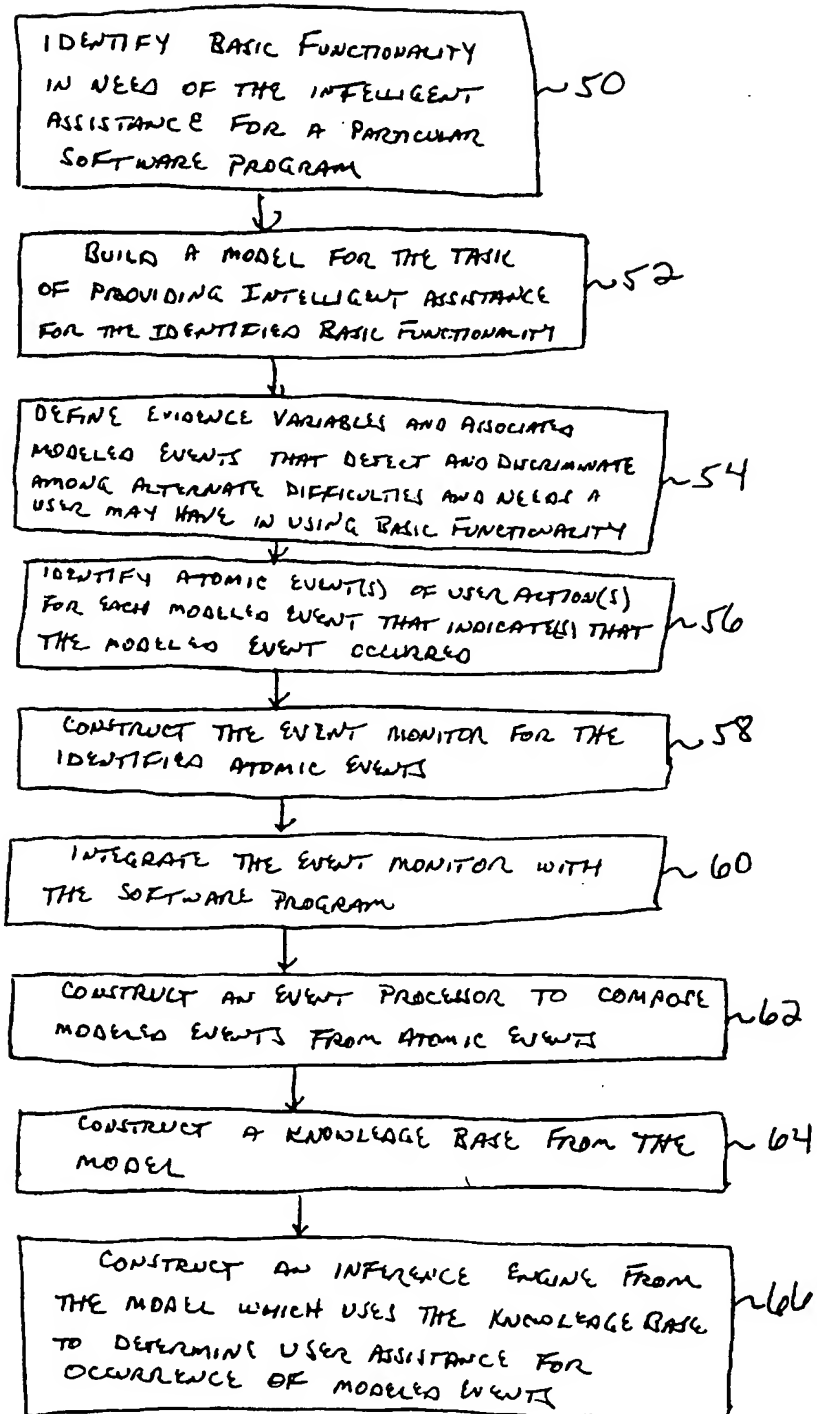 IDENTIFY BASIC FUNCTIONALITY
IN NEED OF THE INTELLIGENT
ASSISTANCE FOR A PARTICULAR
SOFTWARE PROGRAM
50
BUILD A MODEL FOR THE TASK
OF PROVIDING INTELLIGENT ASSISTANCE
FOR THE IDENTIFIED BASIC FUNCTIONALITY
52
DEFINE EVIDENCE VARIABLES AND ASSOCIATED
MODELED EVENTS THAT DETECT AND DISCRIMINATE
AMONG ALTERNATE DIFFICULTIES AND NEEDS A
USER MAY HAVE IN USING BASIC FUNCTIONALITY
54
IDENTIFY ATOMIC EVENT(S) OF USER ACTION(S)
FOR EACH MODELED EVENT THAT INDICATE(S) THAT
THE MODELED EVENT OCCURRED
56
CONSTRUCT THE EVENT MONITOR FOR THE
IDENTIFIED ATOMIC EVENTS
58
INTEGRATE THE EVENT MONITOR WITH
THE SOFTWARE PROGRAM
60
CONSTRUCT AN EVENT PROCESSOR TO COMPOSE
MODELED EVENTS FROM ATOMIC EVENTS
62
CONSTRUCT A KNOWLEDGE BASE FROM THE
MODEL
64
CONSTRUCT AN INFERENCE ENGINE FROM
THE MODEL WHICH USES THE KNOWLEDGE BASE
TO DETERMINE USER ASSISTANCE FOR
OCCURRENCE OF MODELED EVENTS
66